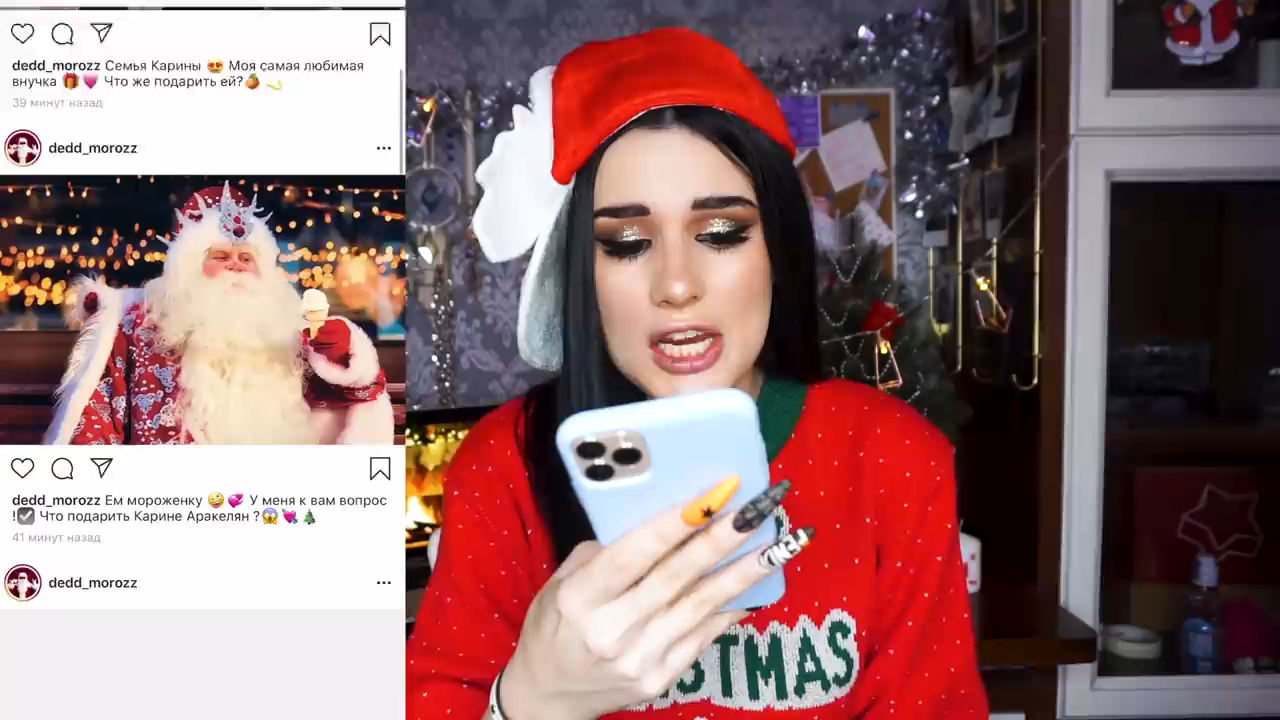 dedd_morozz Семья Карины 😍 Моя самая любимая
внучка 🎁💗 Что же подарить ей?🍊 💫
39 минут назад
dedd_morozz
dedd_morozz Ем мороженку 🤪 💞 У меня к вам вопрос
!☑️ Что подарить Карине Аракелян ?😱 💘 🎄
41 минут назад
dedd_morozz
STMAS